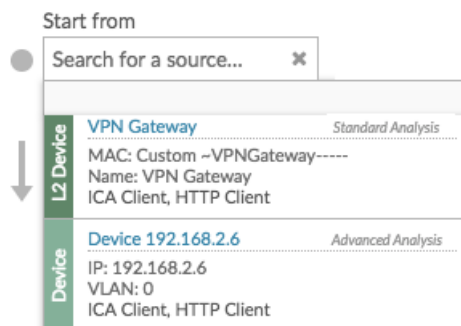 Start from
Search for a source... ✖
L2 Device
VPN Gateway Standard Analysis
MAC: Custom ~VPNGateway-----
Name: VPN Gateway
ICA Client, HTTP Client
Device
Device 192.168.2.6 Advanced Analysis
IP: 192.168.2.6
VLAN: 0
ICA Client, HTTP Client